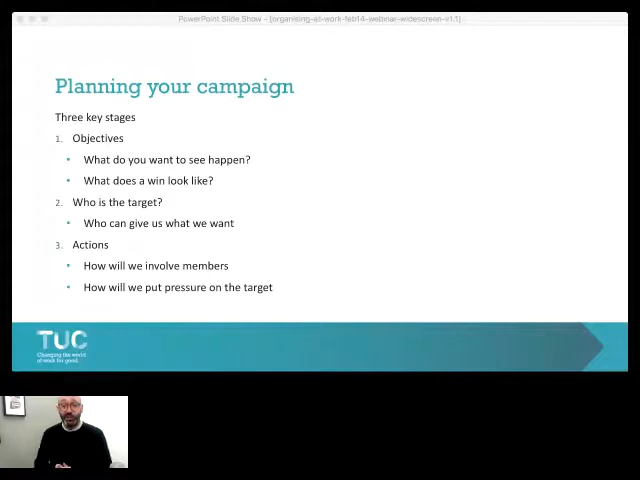 PowerPoint Slide Show - [organising-at-work-feb14-webinar-widescreen-v1.1]
Planning your campaign
Three key stages
1. Objectives
• What do you want to see happen?
• What does a win look like?
2. Who is the target?
• Who can give us what we want
3. Actions
• How will we involve members
• How will we put pressure on the target
TUC
Changing the world
of work for good.